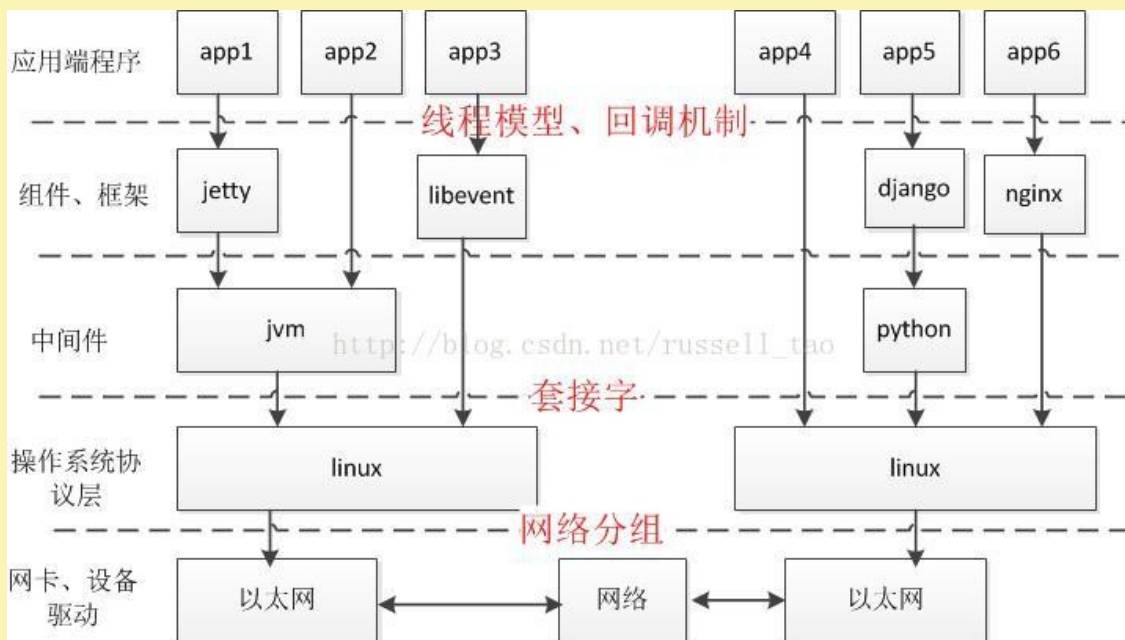 应用端程序
app1
app2
app3
app4
app5
app6
线程模型、回调机制
组件、框架
jetty
libevent
django
nginx
中间件
jvm
http://blog.csdn.net/russell_tao
python
套接字
操作系统协
议层
linux
linux
网络分组
网卡、设备
驱动
以太网
网络
以太网